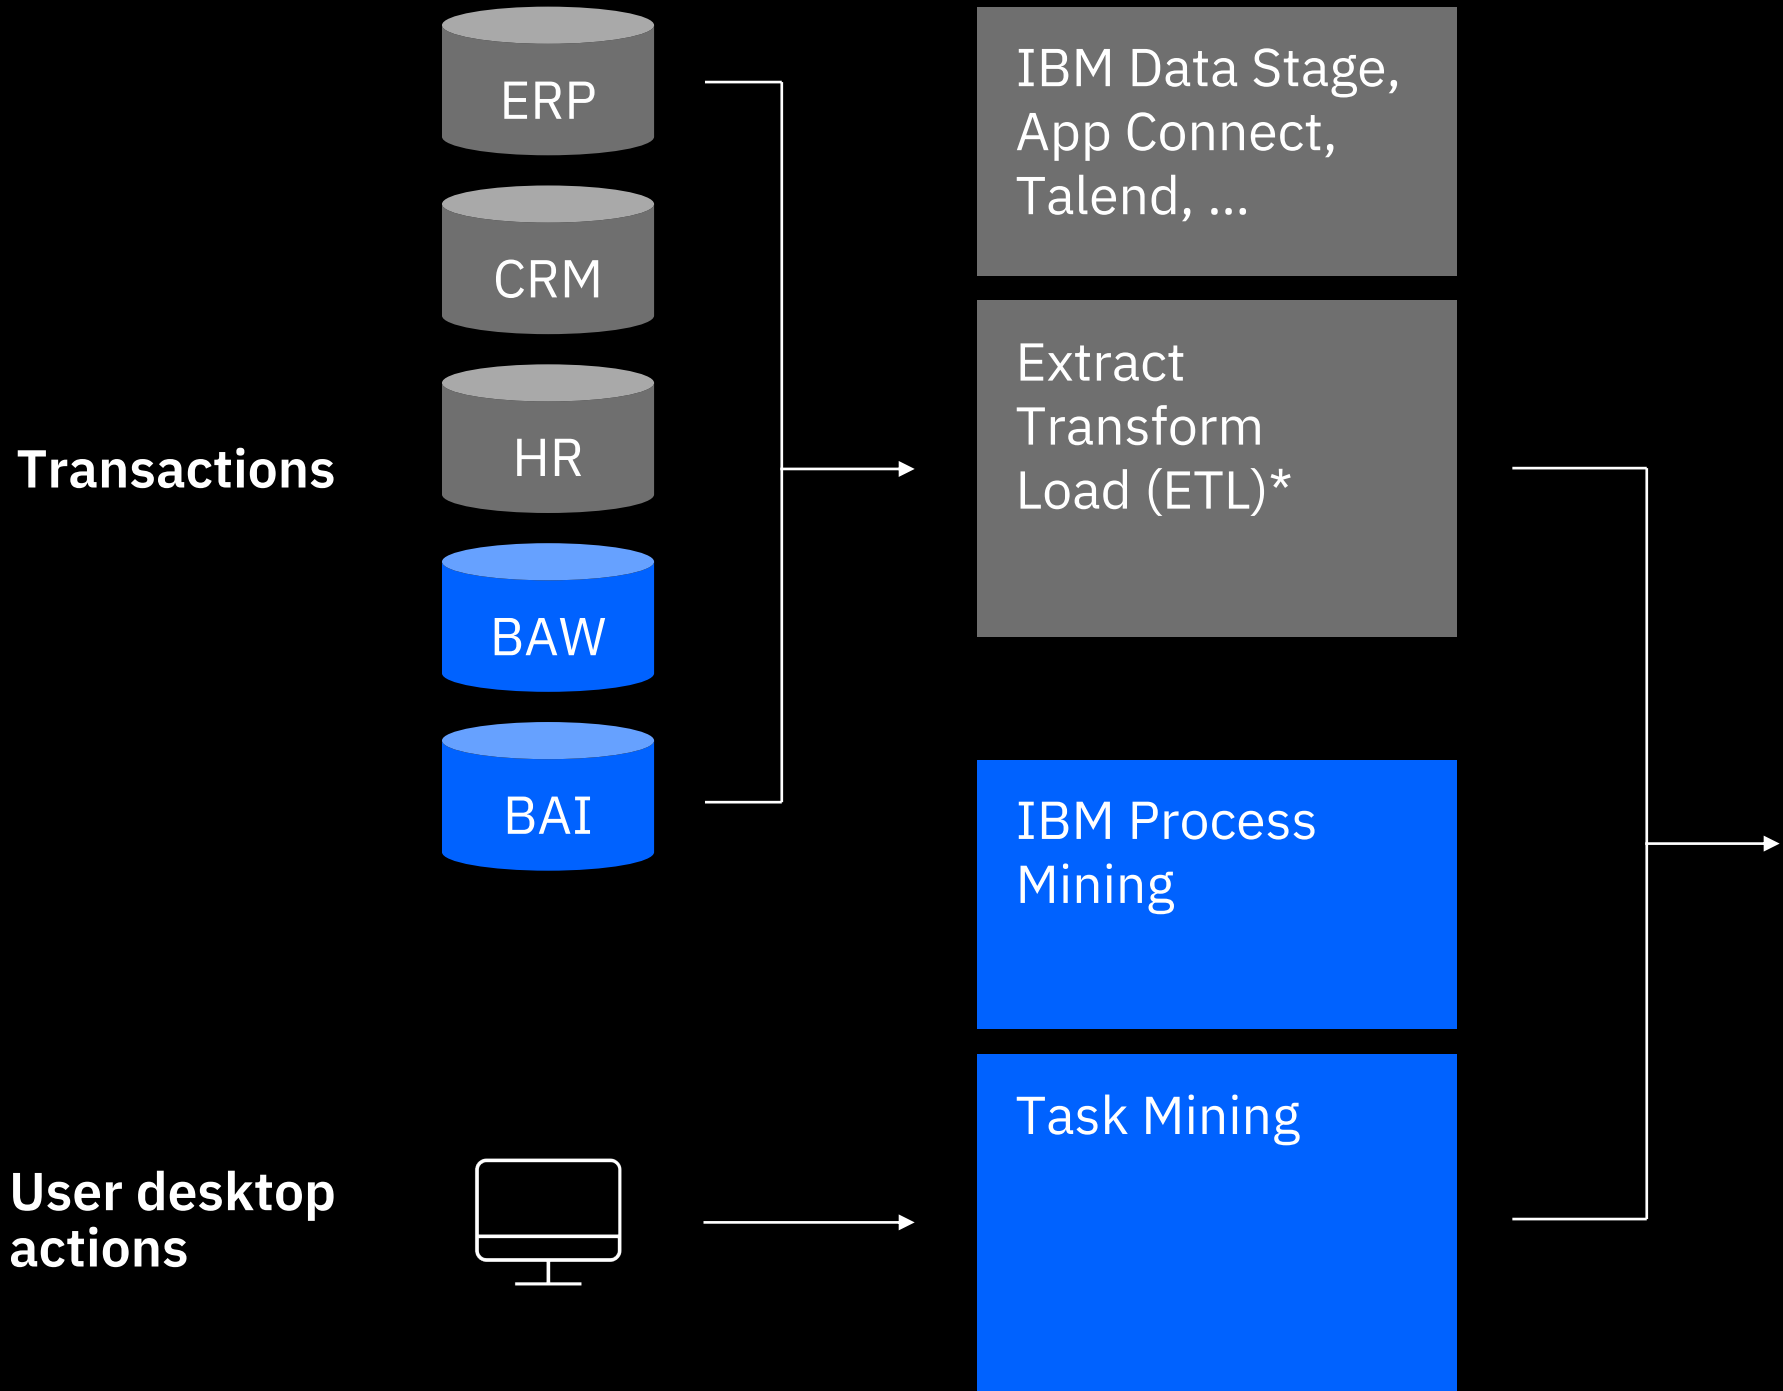 Transactions
ERP
CRM
HR
BAW
BAI
IBM Data Stage,
App Connect,
Talend, ...
Extract
Transform
Load (ETL)*
IBM Process
Mining
User desktop
actions
Task Mining